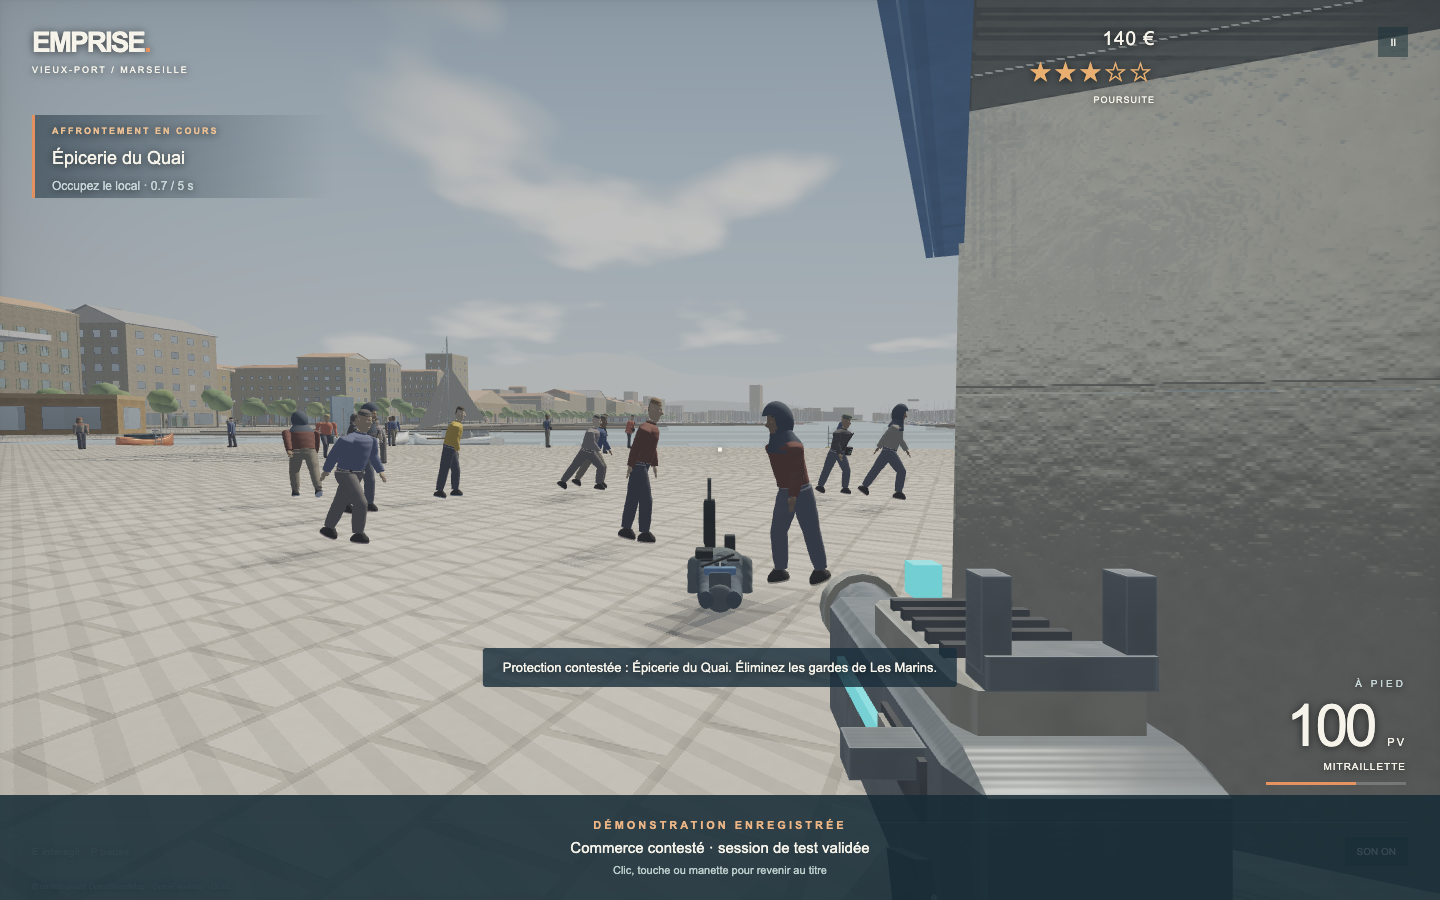 EMPRISE.
VIEUX-PORT / MARSEILLE
140 €
POURSUITE
AFFRONTEMENT EN COURS
Épicerie du Quai
Occupez le local · 0.7 / 5 s
Protection contestée : Épicerie du Quai. Éliminez les gardes de Les Marins.
À PIED
100 PV
MITRAILLETTE
DÉMONSTRATION ENREGISTRÉE
Commerce contesté · session de test validée
Clic, touche ou manette pour revenir au titre
SON ON